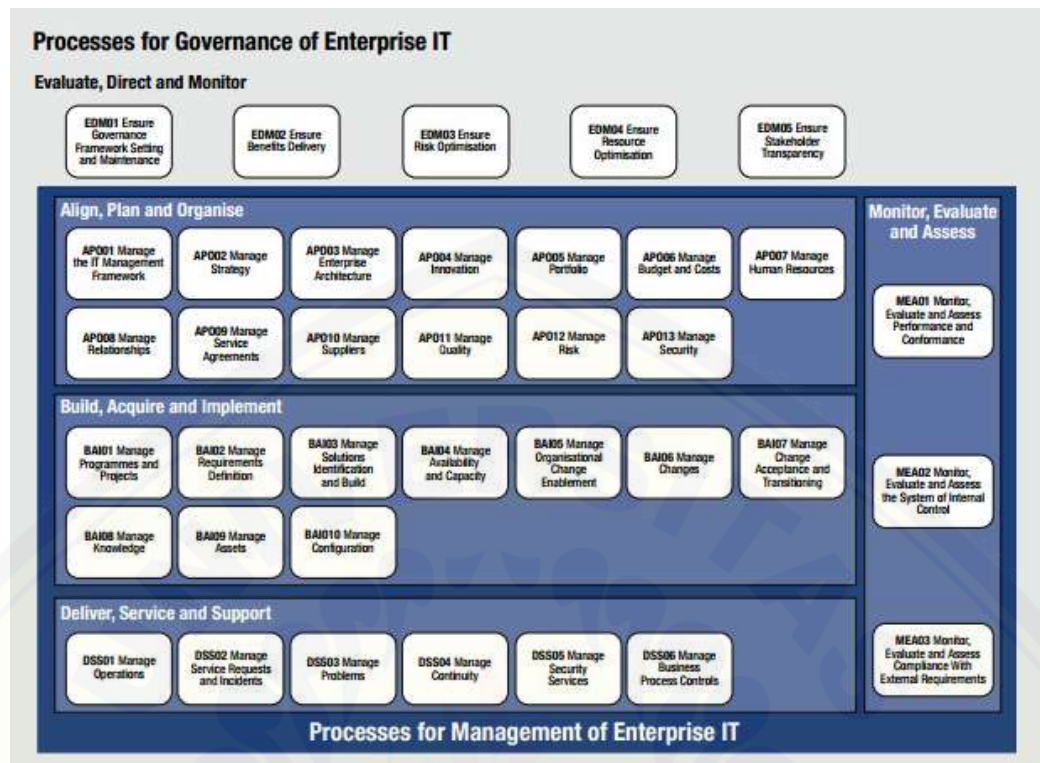 Processes for Governance of Enterprise IT
Evaluate, Direct and Monitor
EDM01 Ensure
Governance
Framework Setting
and Maintenance
EDM02 Ensure
Benefits Delivery
EDM03 Ensure
Risk Optimisation
EDM04 Ensure
Resource
Optimisation
EDM05 Ensure
Stakeholder
Transparency
Align, Plan and Organise
APO01 Manage
the IT Management
Framework
APO02 Manage
Strategy
APO03 Manage
Enterprise
Architecture
APO04 Manage
Innovation
APO05 Manage
Portfolio
APO06 Manage
Budget and Costs
APO07 Manage
Human Resources
APO08 Manage
Relationships
APO09 Manage
Service
Agreements
APO10 Manage
Suppliers
APO11 Manage
Quality
APO12 Manage
Risk
APO13 Manage
Security
Build, Acquire and Implement
BAI01 Manage
Programmes and
Projects
BAI02 Manage
Requirements
Definition
BAI03 Manage
Solutions
Identification
and Build
BAI04 Manage
Availability
and Capacity
BAI05 Manage
Organisational
Change
Enablement
BAI06 Manage
Changes
BAI07 Manage
Change
Acceptance and
Transitioning
BAI08 Manage
Knowledge
BAI09 Manage
Assets
BAI010 Manage
Configuration
Deliver, Service and Support
DSS01 Manage
Operations
DSS02 Manage
Service Requests
and Incidents
DSS03 Manage
Problems
DSS04 Manage
Continuity
DSS05 Manage
Security
Services
DSS06 Manage
Business
Process Controls
Monitor, Evaluate
and Assess
MEA01 Monitor,
Evaluate and Assess
Performance and
Conformance
MEA02 Monitor,
Evaluate and Assess
the System of Internal
Control
MEA03 Monitor,
Evaluate and Assess
Compliance With
External Requirements
Processes for Management of Enterprise IT